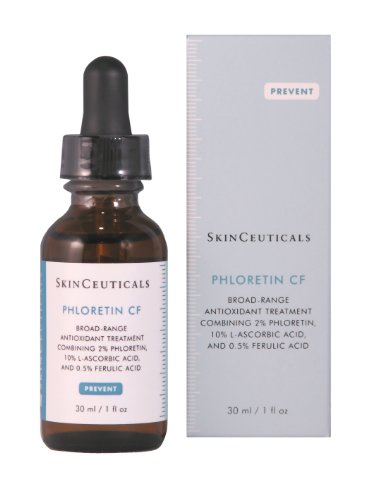 SKINCEUTICALS
PHLORETIN CF
BROAD-RANGE
ANTIOXIDANT TREATMENT
COMBINING 2% PHLORETIN,
10% L-ASCORBIC ACID,
AND 0.5% FERULIC ACID
PREVENT
30 ml / 1 fl oz
PREVENT
SKINCEUTICALS
PHLORETIN CF
BROAD-RANGE
ANTIOXIDANT TREATMENT
COMBINING 2% PHLORETIN,
10% L-ASCORBIC ACID,
AND 0.5% FERULIC ACID
30 ml / 1 fl oz